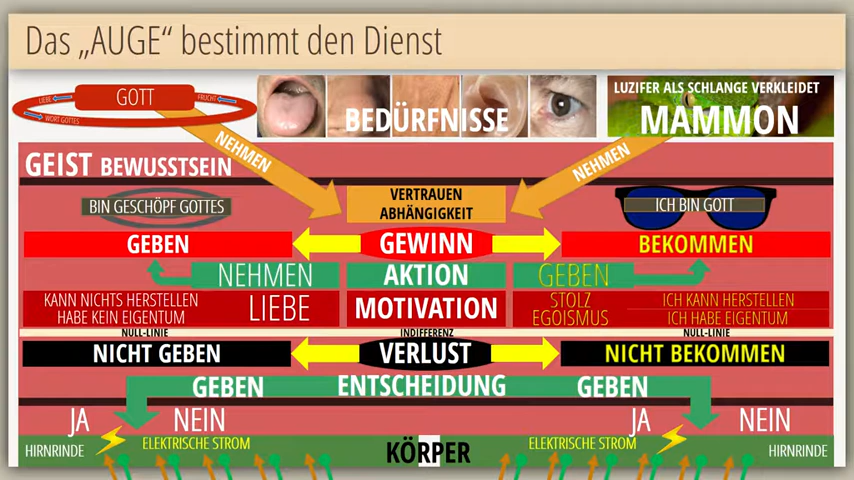 Das „AUGE“ bestimmt den Dienst
GOTT
LIEBE
FRUCHT
WORT GOTTES
BEDÜRFNISSE
LUZIFER ALS SCHLANGE VERKLEIDET
MAMMON
NEHMEN
NEHMEN
GEIST BEWUSSTSEIN
BIN GESCHÖPF GOTTES
VERTRAUEN
ABHÄNGIGKEIT
ICH BIN GOTT
GEBEN
GEWINN
BEKOMMEN
NEHMEN
AKTION
GEBEN
KANN NICHTS HERSTELLEN
HABE KEIN EIGENTUM
LIEBE
MOTIVATION
STOLZ
EGOISMUS
ICH KANN HERSTELLEN
ICH HABE EIGENTUM
NULL-LINIE
INDIFFERENZ
NULL-LINIE
NICHT GEBEN
VERLUST
NICHT BEKOMMEN
GEBEN
ENTSCHEIDUNG
GEBEN
JA
NEIN
JA
NEIN
HIRNRINDE
ELEKTRISCHE STROM
KÖRPER
ELEKTRISCHE STROM
HIRNRINDE